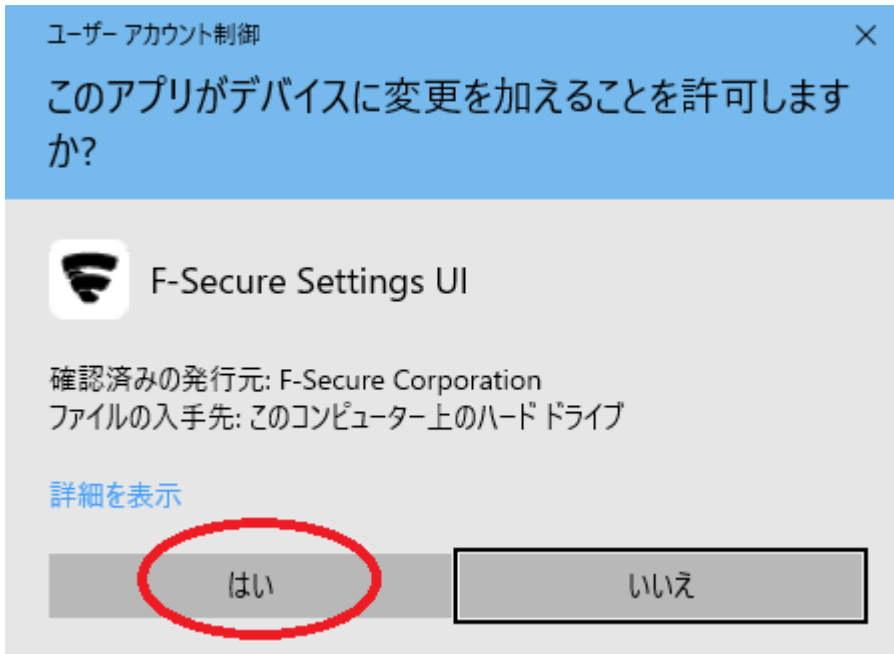 ユーザー アカウント制御
このアプリがデバイスに変更を加えることを許可します
か?
F-Secure Settings UI
確認済みの発行元: F-Secure Corporation
ファイルの入手先: このコンピューター上のハード ドライブ
詳細を表示
はい
いいえ